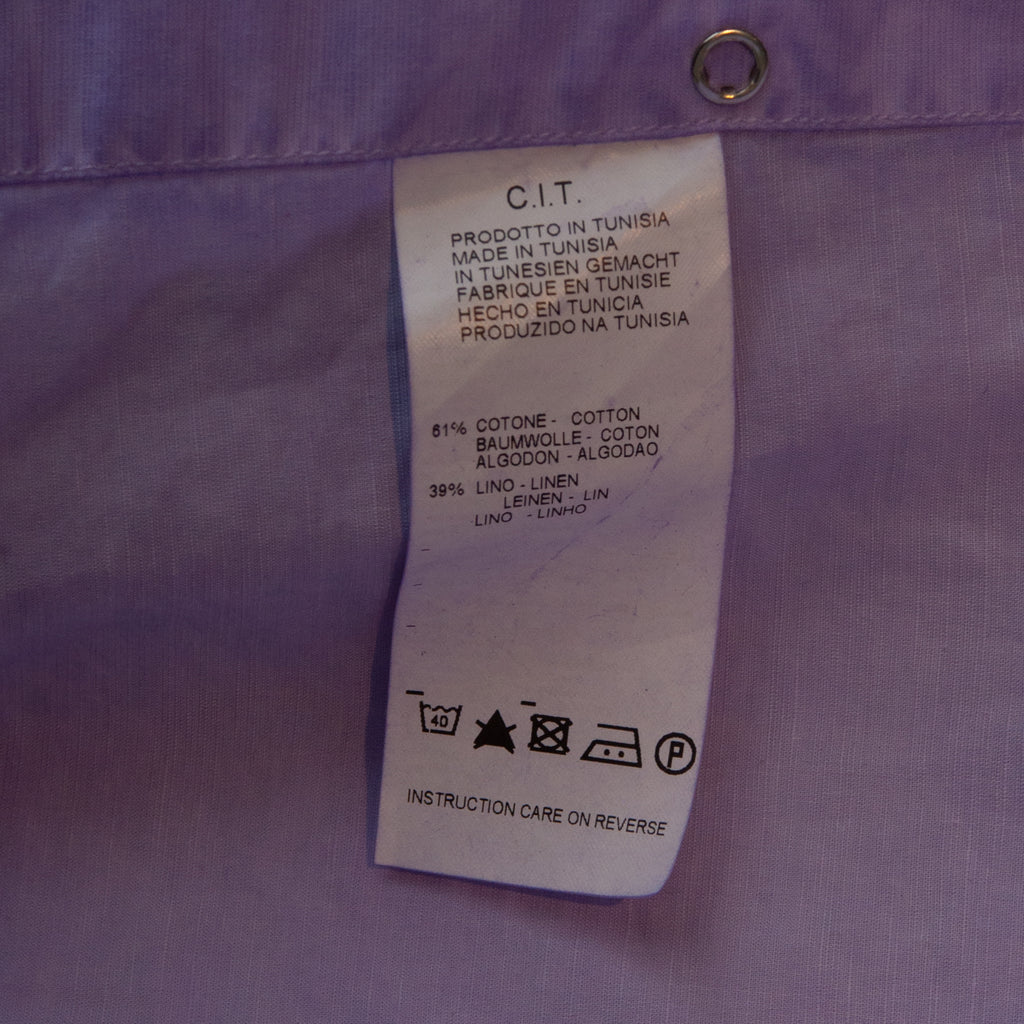 C.I.T.
PRODOTTO IN TUNISIA
MADE IN TUNISIA
IN TUNESIEN GEMACHT
FABRIQUE EN TUNISIE
HECHO EN TUNICIA
PRODUZIDO NA TUNISIA
61% COTONE - COTTON
BAUMWOLLE - COTON
ALGODON - ALGODAO
39% LINO - LINEN
LEINEN - LIN
LINO - LINHO
40 P
INSTRUCTION CARE ON REVERSE